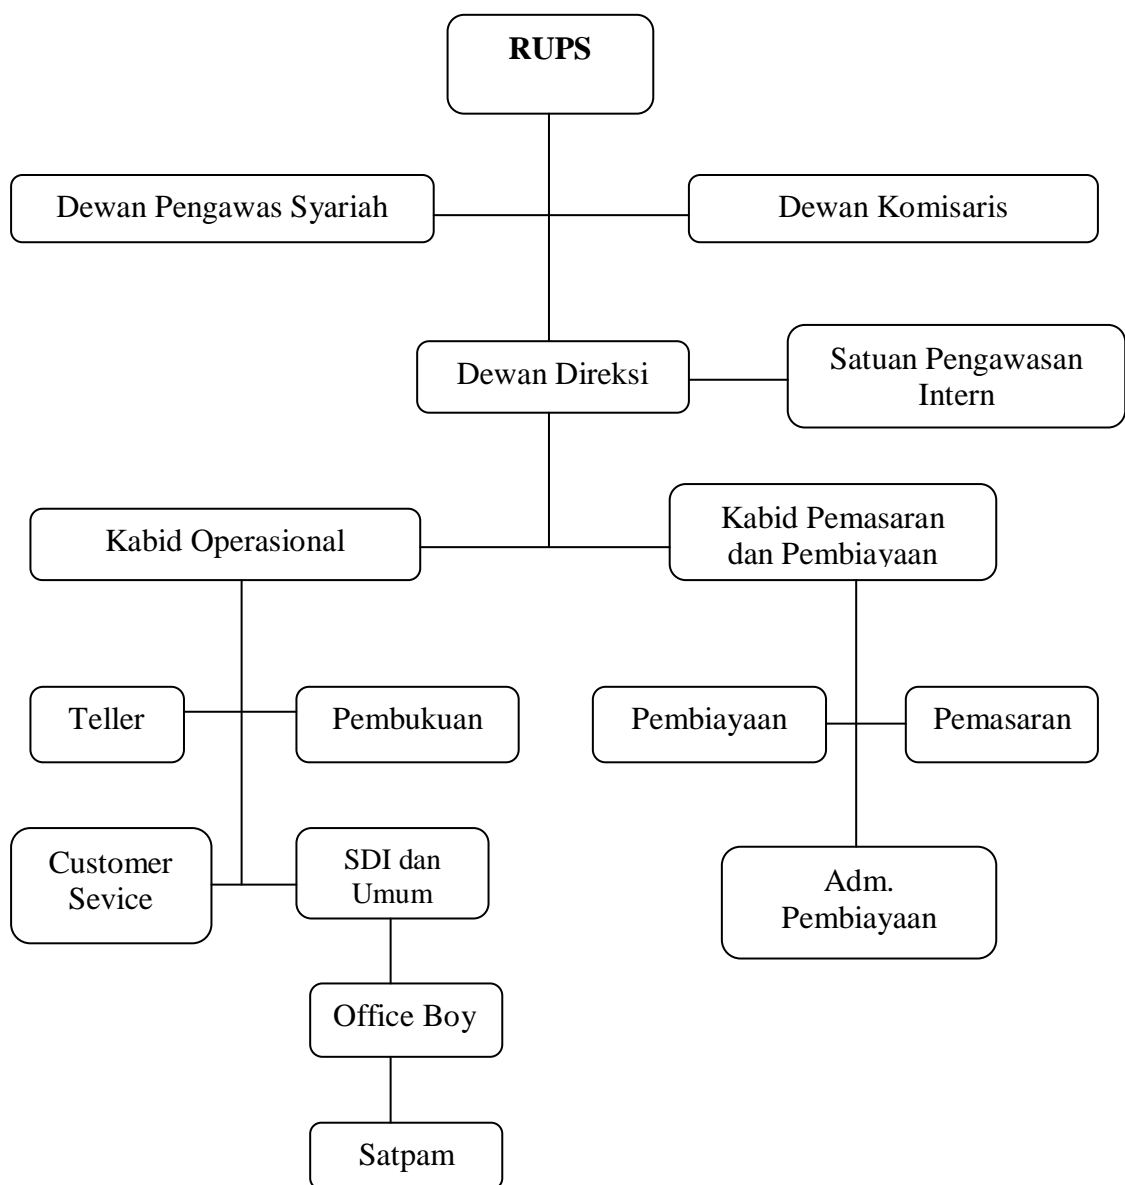 RUPS
Dewan Pengawas Syariah
Dewan Komisaris
Dewan Direksi
Satuan Pengawasan
Intern
Kabid Operasional
Kabid Pemasaran
dan Pembiayaan
Teller
Pembukuan
Pembiayaan
Pemasaran
Customer
Sevice
SDI dan
Umum
Adm.
Pembiayaan
Office Boy
Satpam